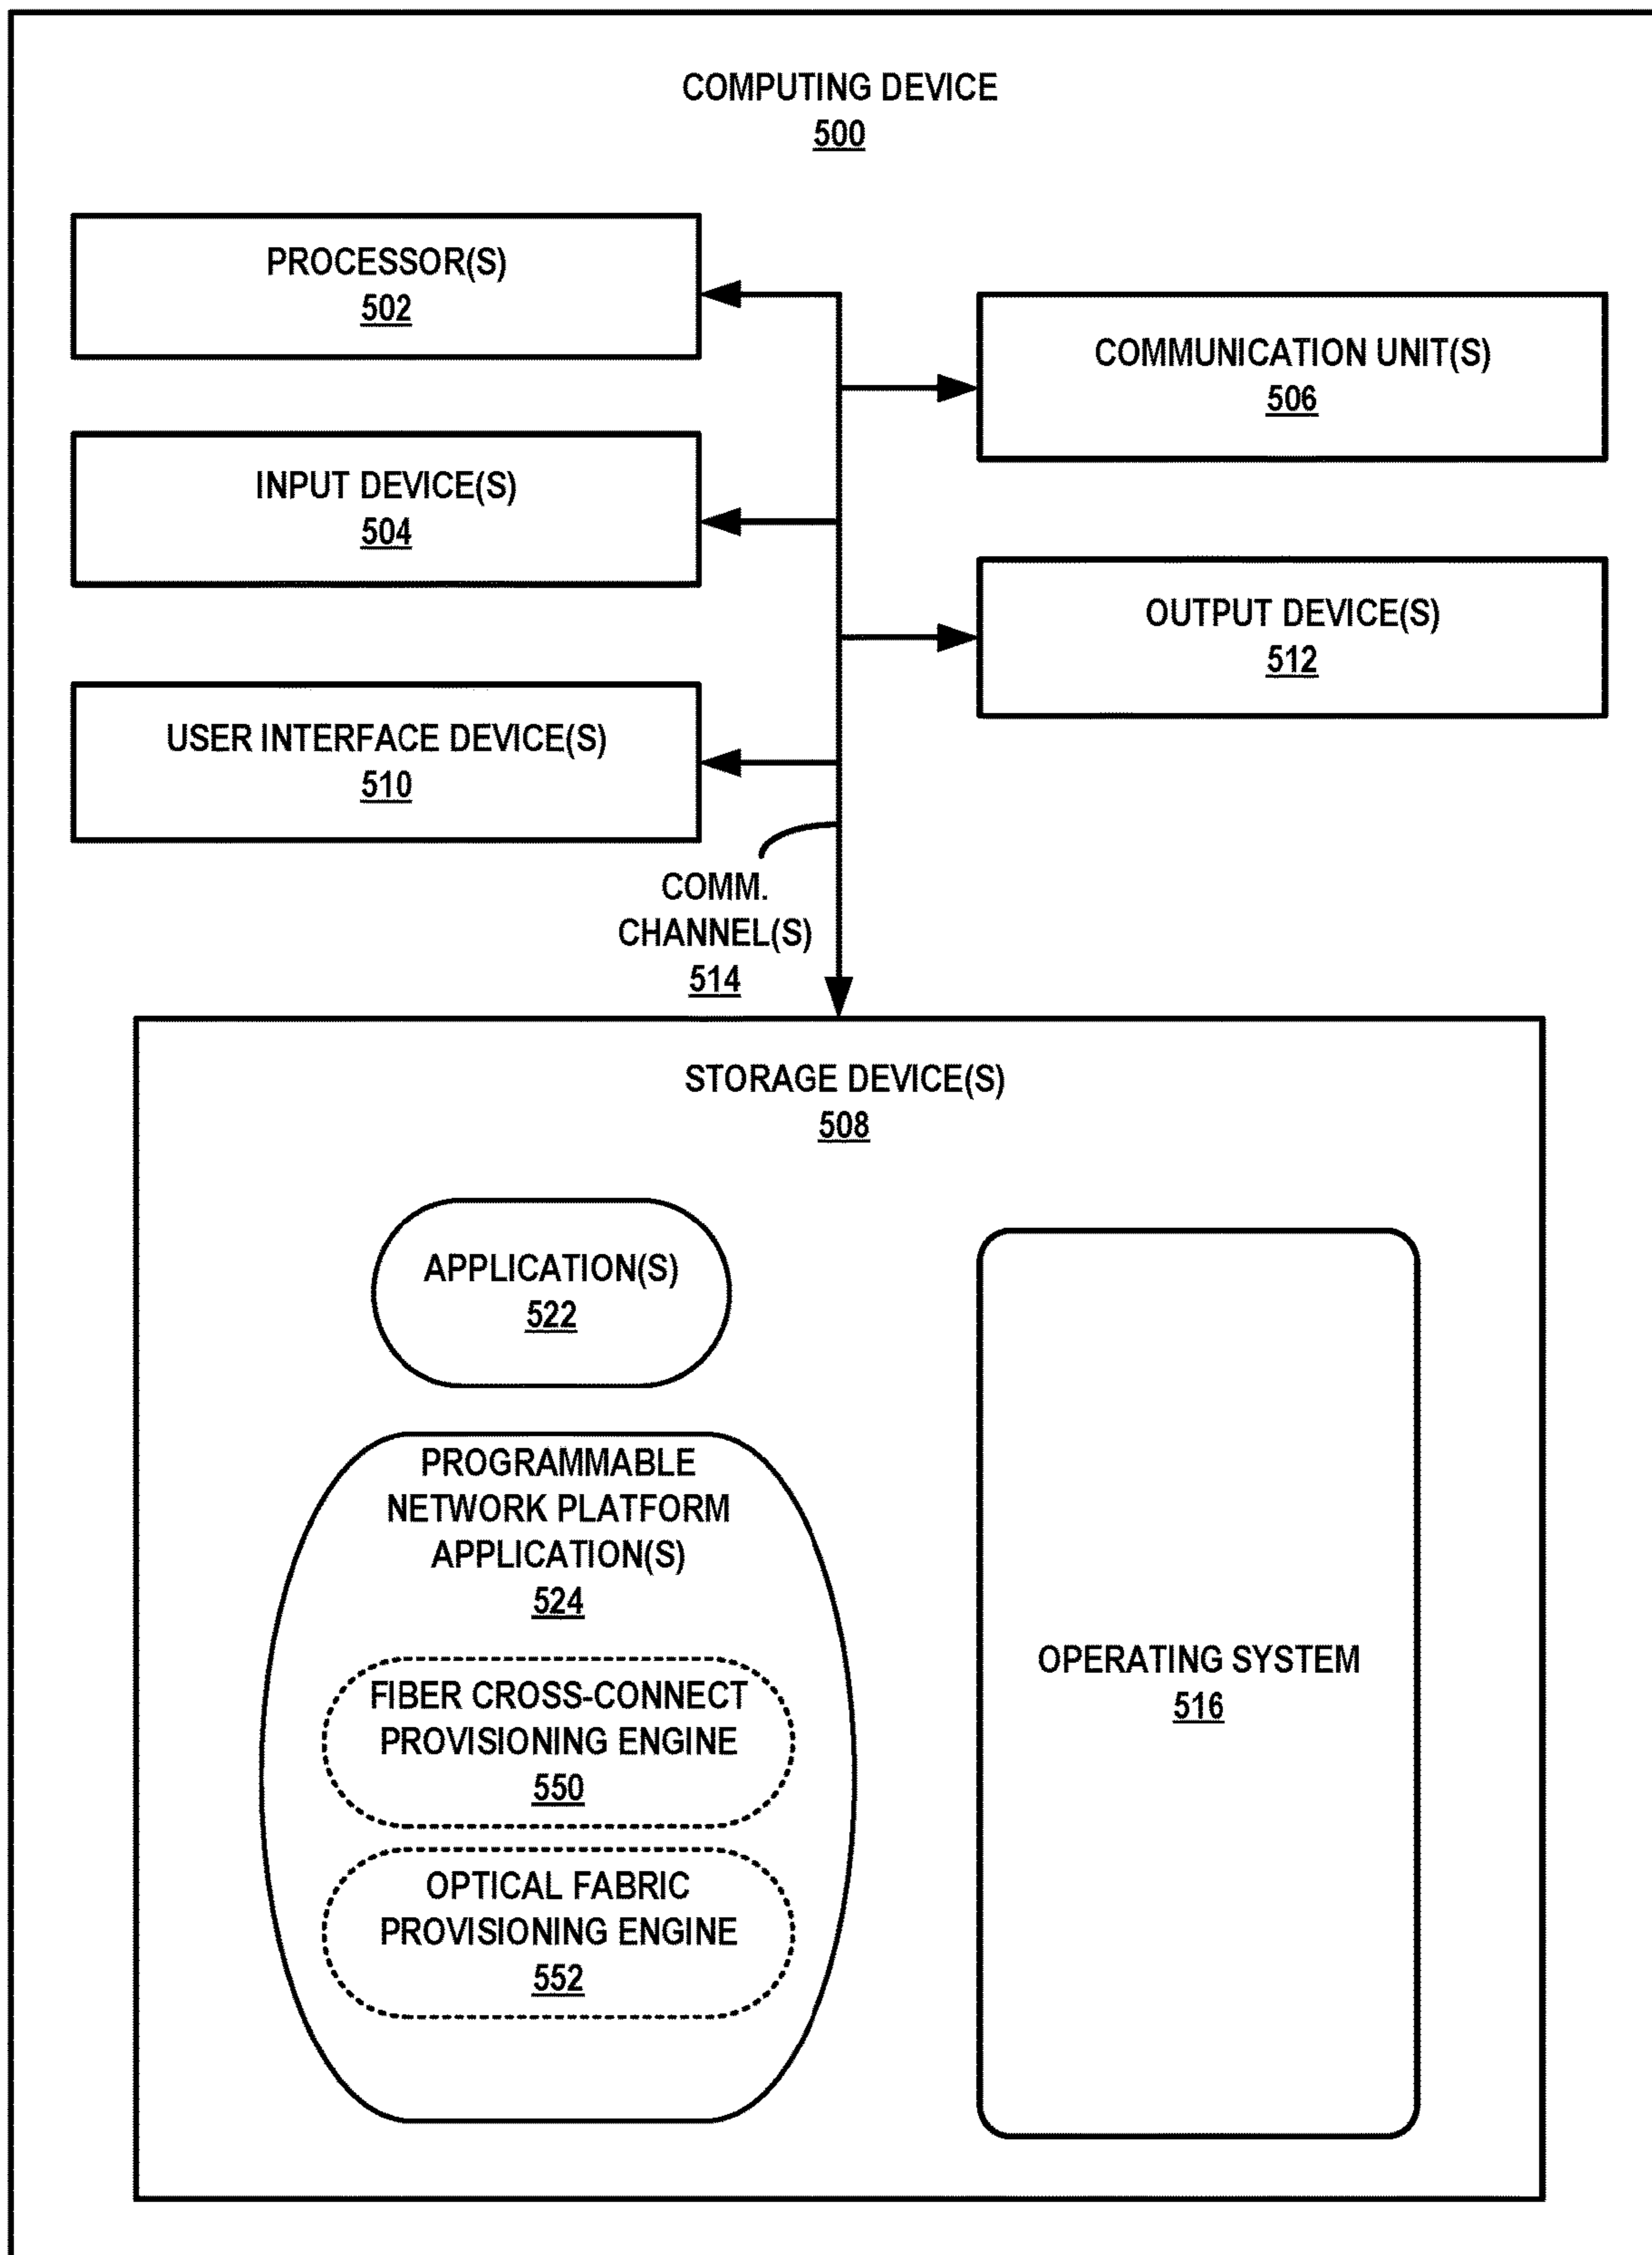 COMPUTING DEVICE
500
PROCESSOR(S)
502
COMMUNICATION UNIT(S)
506
INPUT DEVICE(S)
504
OUTPUT DEVICE(S)
512
USER INTERFACE DEVICE(S)
510
COMM.
CHANNEL(S)
514
STORAGE DEVICE(S)
508
APPLICATION(S)
522
PROGRAMMABLE
NETWORK PLATFORM
APPLICATION(S)
524
FIBER CROSS-CONNECT
PROVISIONING ENGINE
550
OPTICAL FABRIC
PROVISIONING ENGINE
552
OPERATING SYSTEM
516